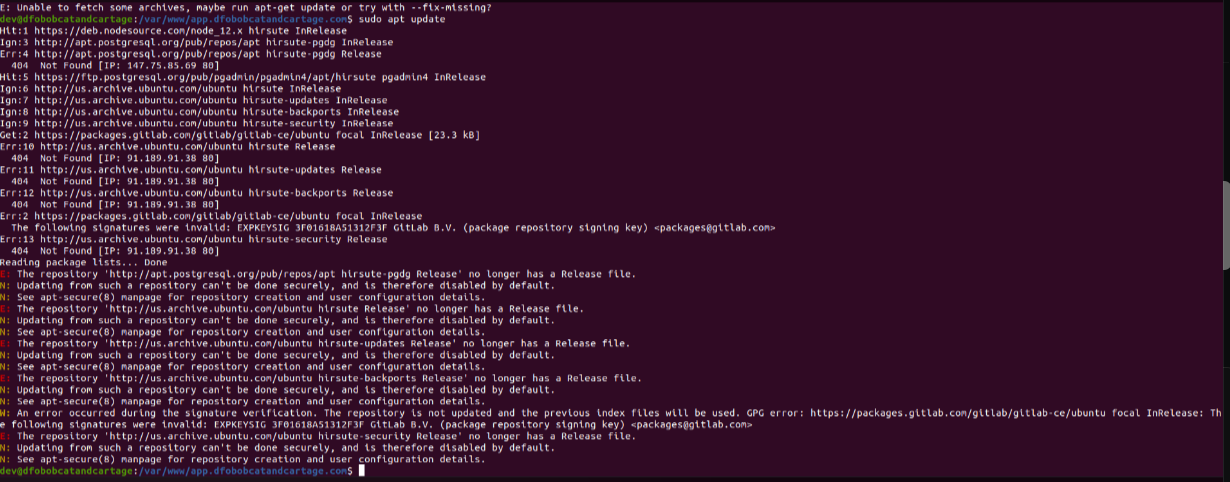 E: Unable to fetch some archives, maybe run apt-get update or try with --fix-missing?
dev@dfobobcatandcartage:/var/www/app.dfobobcatandcartage.com$ sudo apt update
Hit:1 https://deb.nodesource.com/node_12.x hirsute InRelease
Ign:3 http://apt.postgresql.org/pub/repos/apt hirsute-pgdg InRelease
Err:4 http://apt.postgresql.org/pub/repos/apt hirsute-pgdg Release
  404  Not Found [IP: 147.75.85.69 80]
Hit:5 https://ftp.postgresql.org/pub/pgadmin/pgadmin4/apt/hirsute pgadmin4 InRelease
Ign:6 http://us.archive.ubuntu.com/ubuntu hirsute InRelease
Ign:7 http://us.archive.ubuntu.com/ubuntu hirsute-updates InRelease
Ign:8 http://us.archive.ubuntu.com/ubuntu hirsute-backports InRelease
Ign:9 http://us.archive.ubuntu.com/ubuntu hirsute-security InRelease
Get:2 https://packages.gitlab.com/gitlab/gitlab-ce/ubuntu focal InRelease [23.3 kB]
Err:10 http://us.archive.ubuntu.com/ubuntu hirsute Release
  404  Not Found [IP: 91.189.91.38 80]
Err:11 http://us.archive.ubuntu.com/ubuntu hirsute-updates Release
  404  Not Found [IP: 91.189.91.38 80]
Err:12 http://us.archive.ubuntu.com/ubuntu hirsute-backports Release
  404  Not Found [IP: 91.189.91.38 80]
Err:2 https://packages.gitlab.com/gitlab/gitlab-ce/ubuntu focal InRelease
  The following signatures were invalid: EXPKEYSIG 3F01618A51312F3F GitLab B.V. (package repository signing key) <packages@gitlab.com>
Err:13 http://us.archive.ubuntu.com/ubuntu hirsute-security Release
  404  Not Found [IP: 91.189.91.38 80]
Reading package lists... Done
E: The repository 'http://apt.postgresql.org/pub/repos/apt hirsute-pgdg Release' no longer has a Release file.
N: Updating from such a repository can't be done securely, and is therefore disabled by default.
N: See apt-secure(8) manpage for repository creation and user configuration details.
E: The repository 'http://us.archive.ubuntu.com/ubuntu hirsute Release' no longer has a Release file.
N: Updating from such a repository can't be done securely, and is therefore disabled by default.
N: See apt-secure(8) manpage for repository creation and user configuration details.
E: The repository 'http://us.archive.ubuntu.com/ubuntu hirsute-updates Release' no longer has a Release file.
N: Updating from such a repository can't be done securely, and is therefore disabled by default.
N: See apt-secure(8) manpage for repository creation and user configuration details.
E: The repository 'http://us.archive.ubuntu.com/ubuntu hirsute-backports Release' no longer has a Release file.
N: Updating from such a repository can't be done securely, and is therefore disabled by default.
N: See apt-secure(8) manpage for repository creation and user configuration details.
W: An error occurred during the signature verification. The repository is not updated and the previous index files will be used. GPG error: https://packages.gitlab.com/gitlab/gitlab-ce/ubuntu focal InRelease: Th
e following signatures were invalid: EXPKEYSIG 3F01618A51312F3F GitLab B.V. (package repository signing key) <packages@gitlab.com>
E: The repository 'http://us.archive.ubuntu.com/ubuntu hirsute-security Release' no longer has a Release file.
N: Updating from such a repository can't be done securely, and is therefore disabled by default.
N: See apt-secure(8) manpage for repository creation and user configuration details.
dev@dfobobcatandcartage:/var/www/app.dfobobcatandcartage.com$